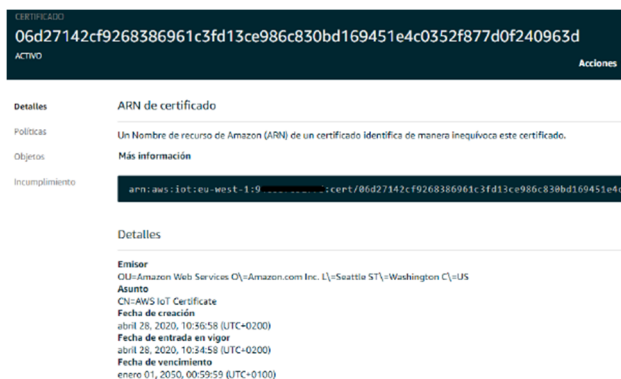 CERTIFICADO
06d27142cf9268386961c3fd13ce986c830bd169451e4c0352f877d0f240963d
ACTIVO
Acciones
Detalles
Políticas
Objetos
Incumplimiento
ARN de certificado
Un Nombre de recurso de Amazon (ARN) de un certificado identifica de manera inequívoca este certificado.
Más información
arn:aws:iot:eu-west-1:9 :cert/06d27142cf9268386961c3fd13ce986c830bd169451e4
Detalles
Emisor
OU=Amazon Web Services O\=Amazon.com Inc. L\=Seattle ST\=Washington C\=US
Asunto
CN=AWS IoT Certificate
Fecha de creación
abril 28, 2020, 10:36:58 (UTC+0200)
Fecha de entrada en vigor
abril 28, 2020, 10:34:58 (UTC+0200)
Fecha de vencimiento
enero 01, 2050, 00:59:59 (UTC+0100)